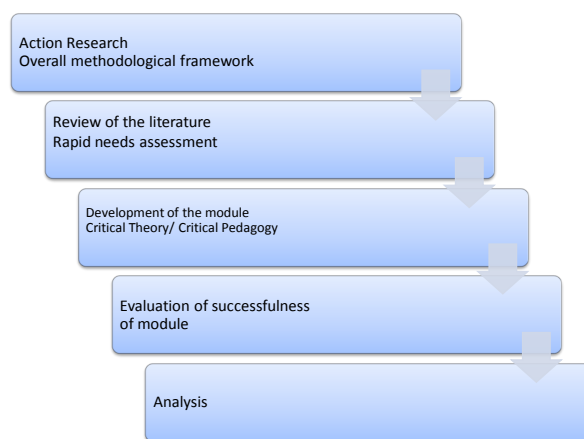 Action Research
Overall methodological framework
Review of the literature
Rapid needs assessment
Development of the module
Critical Theory/ Critical Pedagogy
Evaluation of successfulness
of module
Analysis